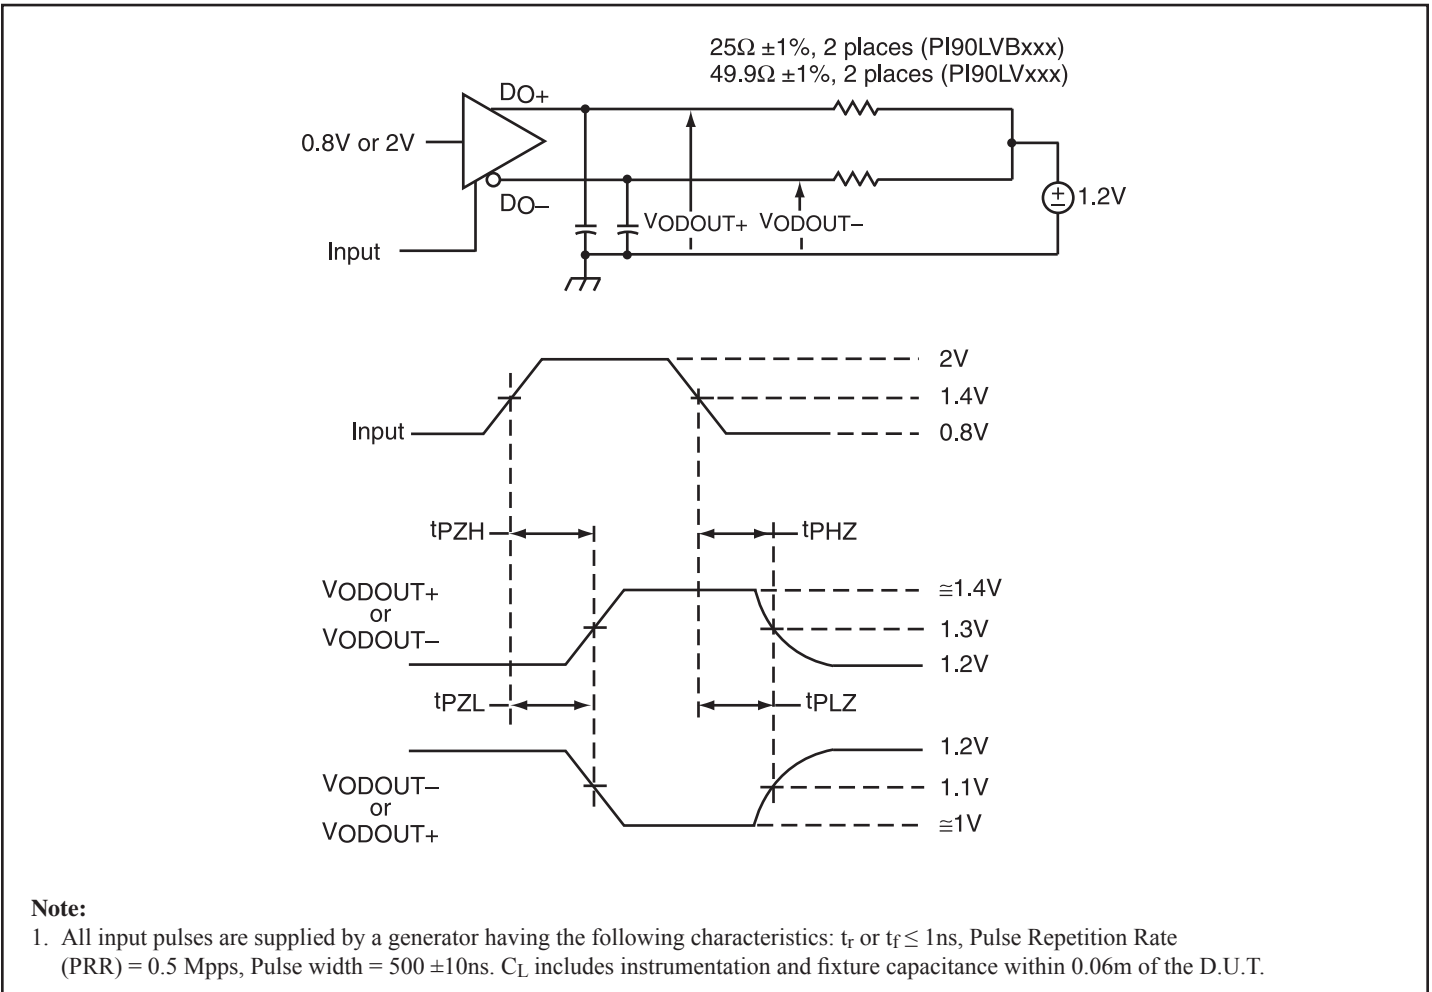 25Ω ±1%, 2 places (PI90LVBxxx)
49.9Ω ±1%, 2 places (PI90LVxxx)
DO+
0.8V or 2V
DO–
VODOUT+ VODOUT–
1.2V
Input
2V
1.4V
Input
0.8V
tPZH
tPHZ
VODOUT+
or
VODOUT–
≅1.4V
1.3V
1.2V
tPZL
tPLZ
VODOUT–
or
VODOUT+
1.2V
1.1V
≅1V
Note:
1. All input pulses are supplied by a generator having the following characteristics: tr or tf ≤ 1ns, Pulse Repetition Rate
(PRR) = 0.5 Mpps, Pulse width = 500 ±10ns. CL includes instrumentation and fixture capacitance within 0.06m of the D.U.T.